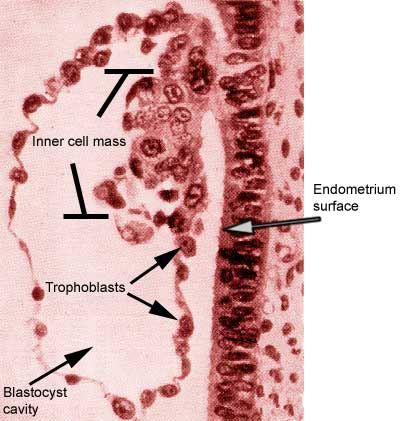 Inner cell mass
Endometrium
surface
Trophoblasts
Blastocyst
cavity